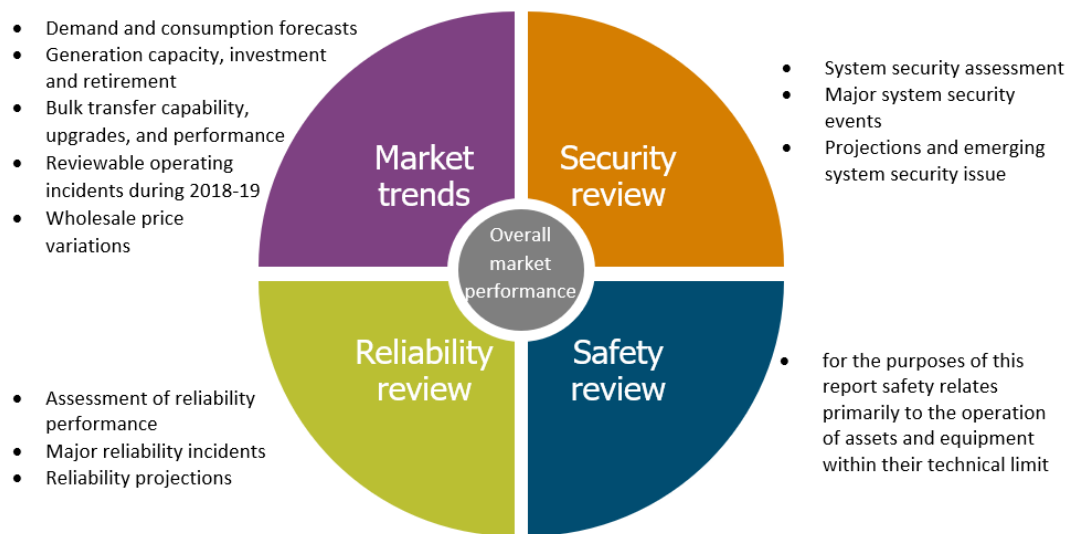 • Demand and consumption forecasts
• Generation capacity, investment
and retirement
• Bulk transfer capability,
upgrades, and performance
• Reviewable operating
incidents during 2018-19
• Wholesale price
variations
Market
trends
Security
review
• System security assessment
• Major system security
events
• Projections and emerging
system security issue
Overall
market
performance
Reliability
review
• Assessment of reliability
performance
• Major reliability incidents
• Reliability projections
Safety
review
• for the purposes of this
report safety relates
primarily to the operation
of assets and equipment
within their technical limit